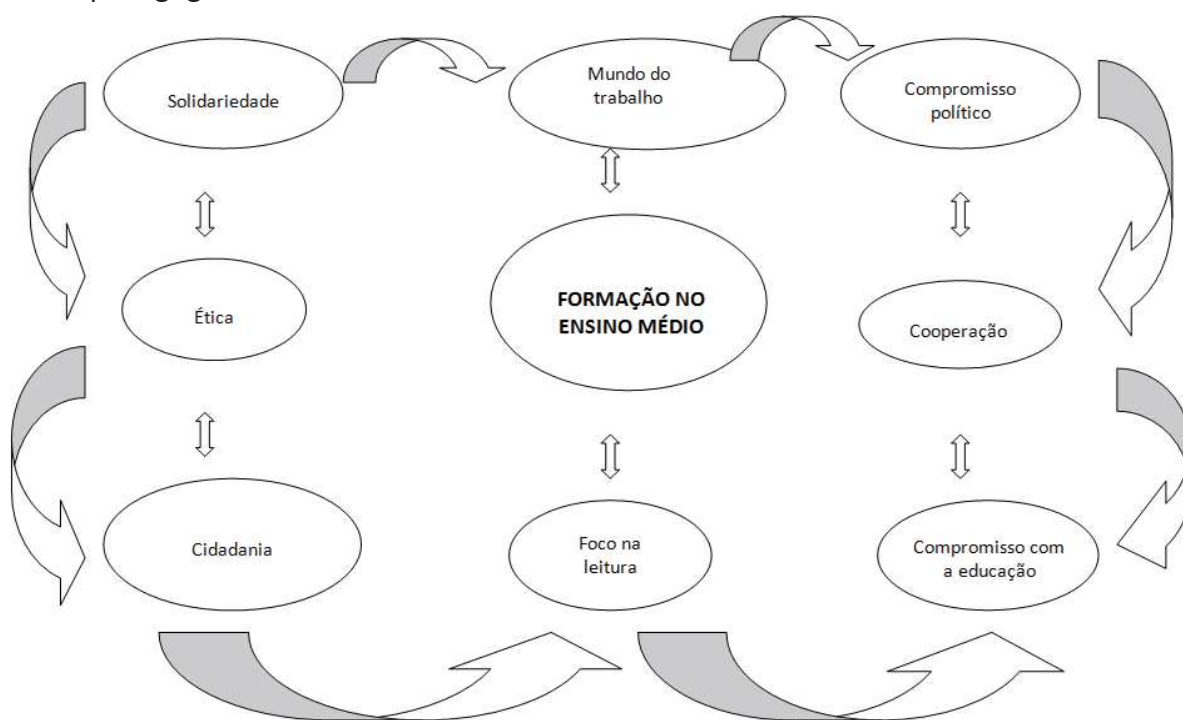 Solidariedade
Mundo do
trabalho
Compromisso
político
Ética
FORMAÇÃO NO
ENSINO MÉDIO
Cooperação
Cidadania
Foco na
leitura
Compromisso com
a educação